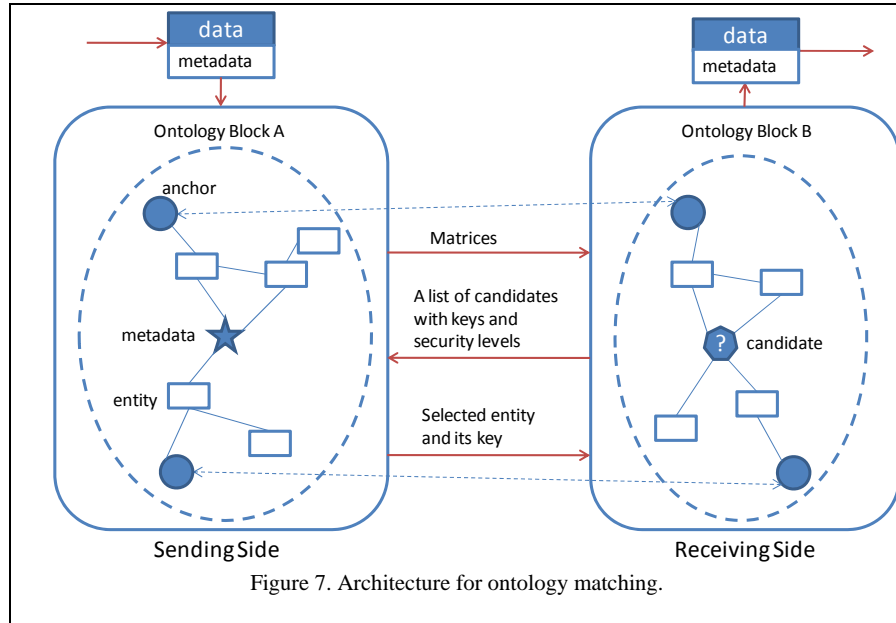 data
metadata
data
metadata
Ontology Block A
anchor
metadata
entity
Matrices
A list of candidates
with keys and
security levels
Selected entity
and its key
Ontology Block B
?
candidate
Sending Side
Receiving Side
Figure 7. Architecture for ontology matching.